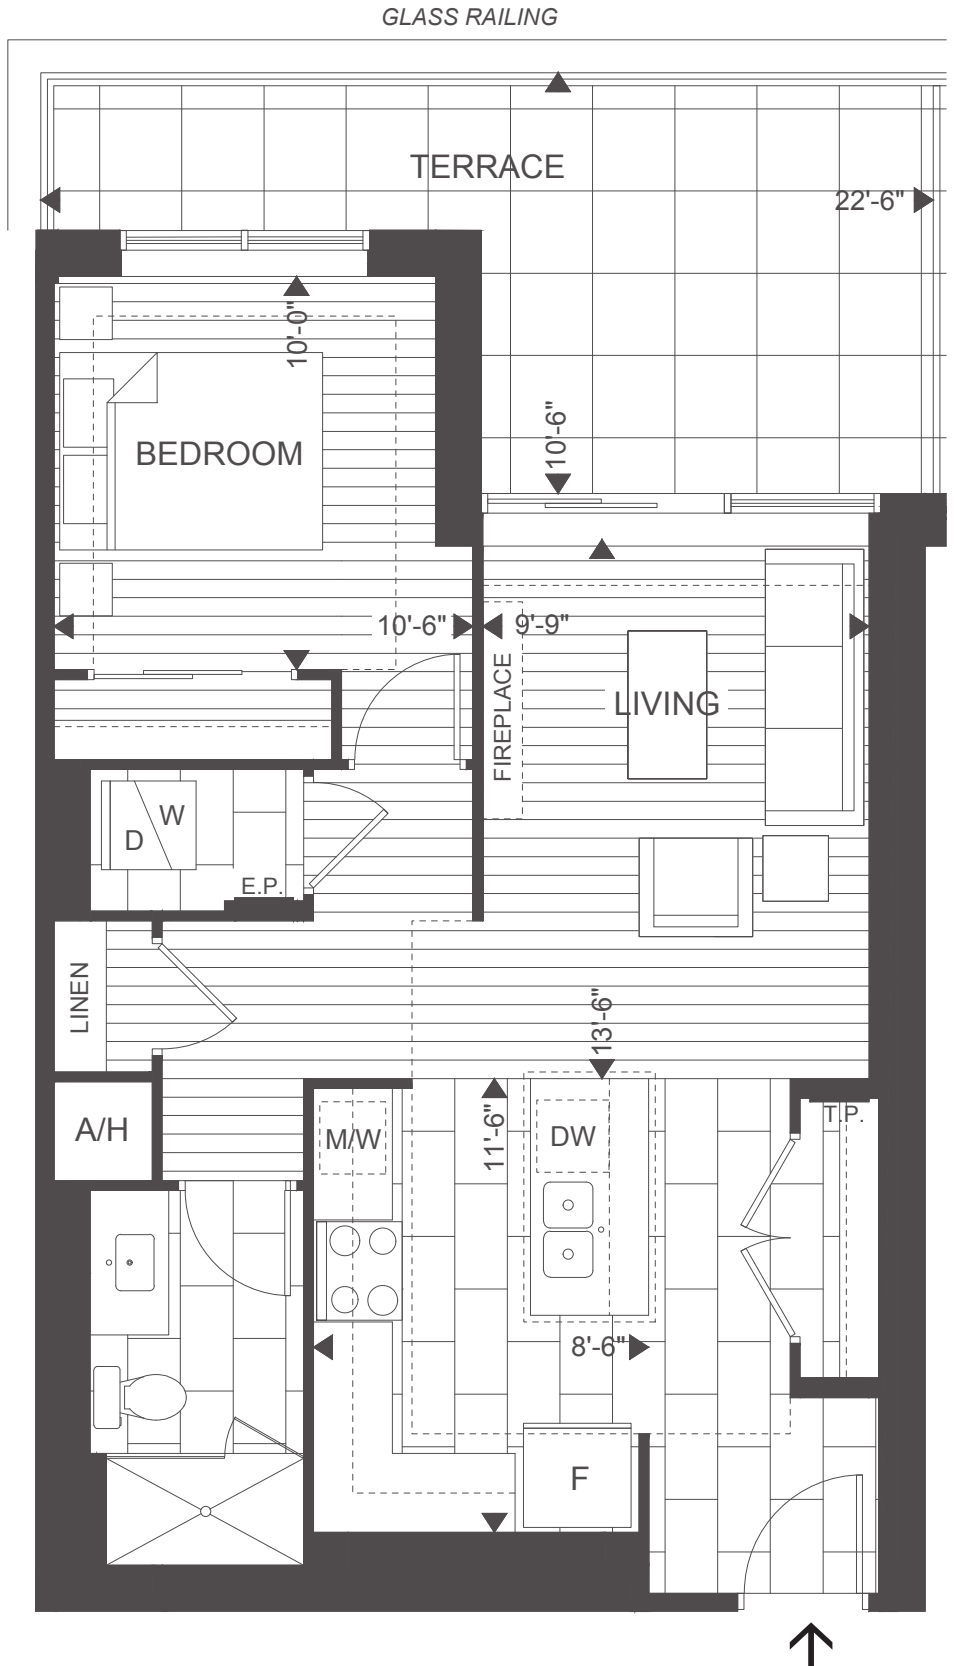 GLASS RAILING
TERRACE
22'-6"
10'-0"
10'-6"
BEDROOM
10'-6"
9'-9"
FIREPLACE
LIVING
W
D
E.P.
LINEN
13'-6"
A/H
M/W
11'-6"
DW
T.P.
8'-6"
F